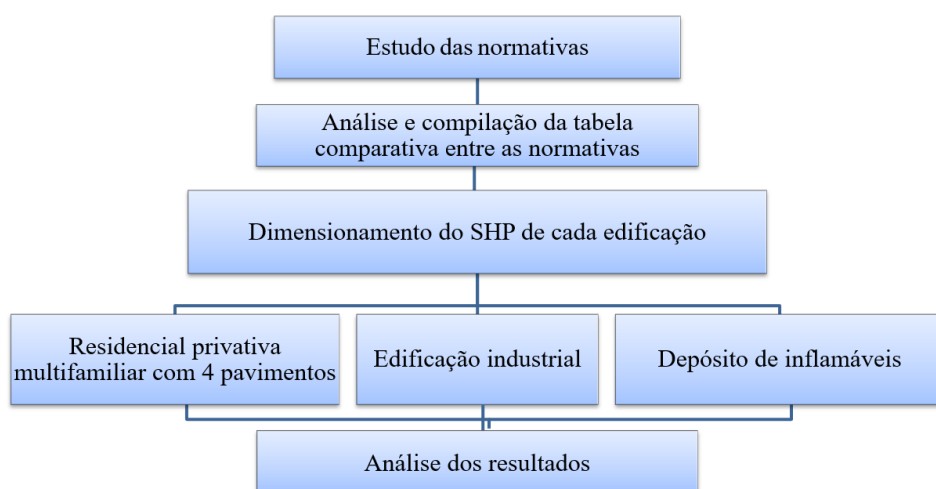 Estudo das normativas
Análise e compilação da tabela
comparativa entre as normativas
Dimensionamento do SHP de cada edificação
Residencial privativa
multifamiliar com 4 pavimentos
Edificação industrial
Depósito de inflamáveis
Análise dos resultados